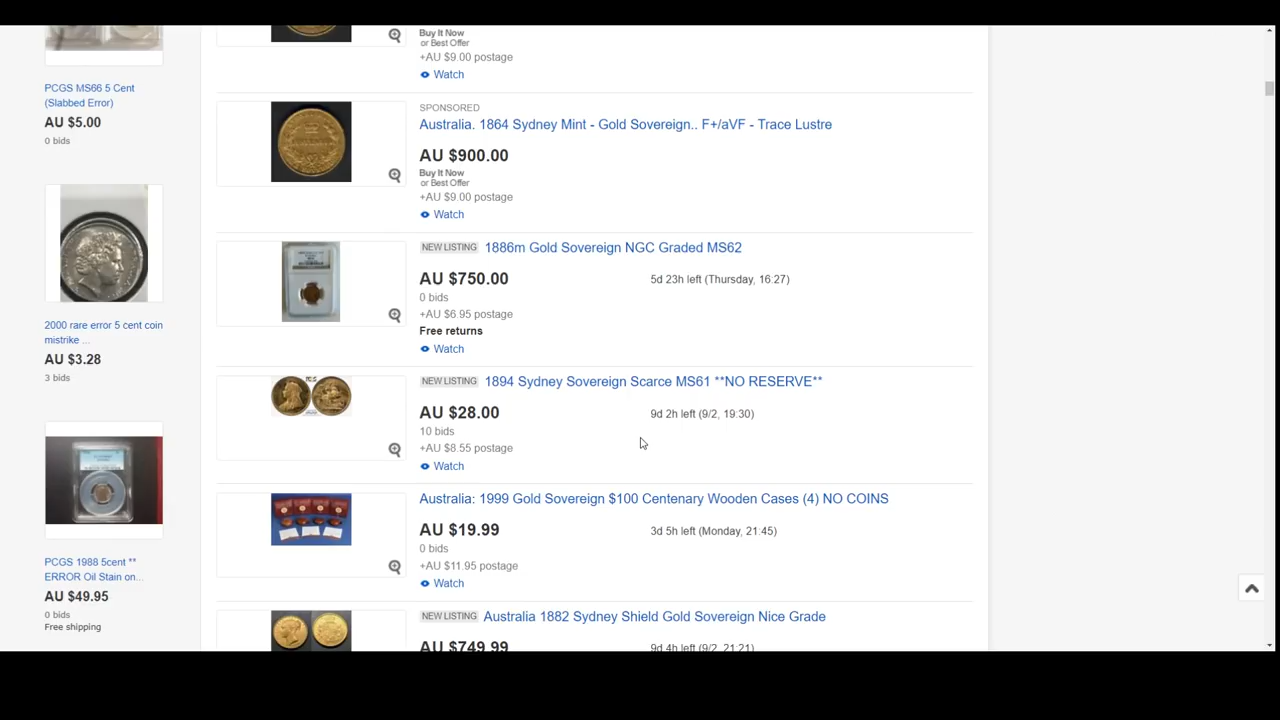 PCGS MS66 5 Cent
(Slabbed Error)
AU $5.00
0 bids
2000 rare error 5 cent coin
mistrike ...
AU $3.28
3 bids
PCGS 1988 5cent **
ERROR Oil Stain on...
AU $49.95
0 bids
Free shipping
Buy It Now
or Best Offer
+AU $9.00 postage
Watch
SPONSORED
Australia. 1864 Sydney Mint - Gold Sovereign.. F+/aVF - Trace Lustre
AU $900.00
Buy It Now
or Best Offer
+AU $9.00 postage
Watch
NEW LISTING 1886m Gold Sovereign NGC Graded MS62
AU $750.00 5d 23h left (Thursday, 16:27)
0 bids
+AU $6.95 postage
Free returns
Watch
NEW LISTING 1894 Sydney Sovereign Scarce MS61 **NO RESERVE**
AU $28.00 9d 2h left (9/2, 19:30)
10 bids
+AU $8.55 postage
Watch
Australia: 1999 Gold Sovereign $100 Centenary Wooden Cases (4) NO COINS
AU $19.99 3d 5h left (Monday, 21:45)
0 bids
+AU $11.95 postage
Watch
NEW LISTING Australia 1882 Sydney Shield Gold Sovereign Nice Grade
AU $749.99 9d 4h left (9/2, 21:21)